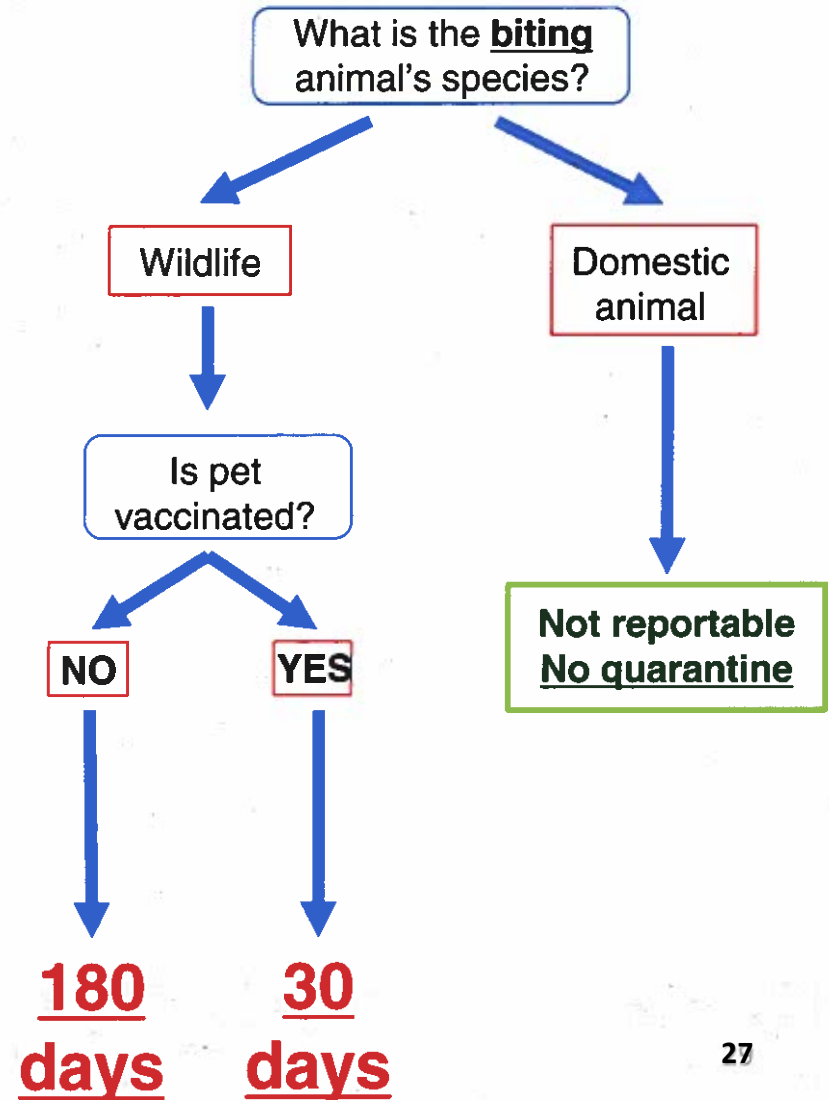 What is the biting
animal's species?
Wildlife
Domestic
animal
Is pet
vaccinated?
NO
YES
Not reportable
No quarantine
180
days
30
days
27